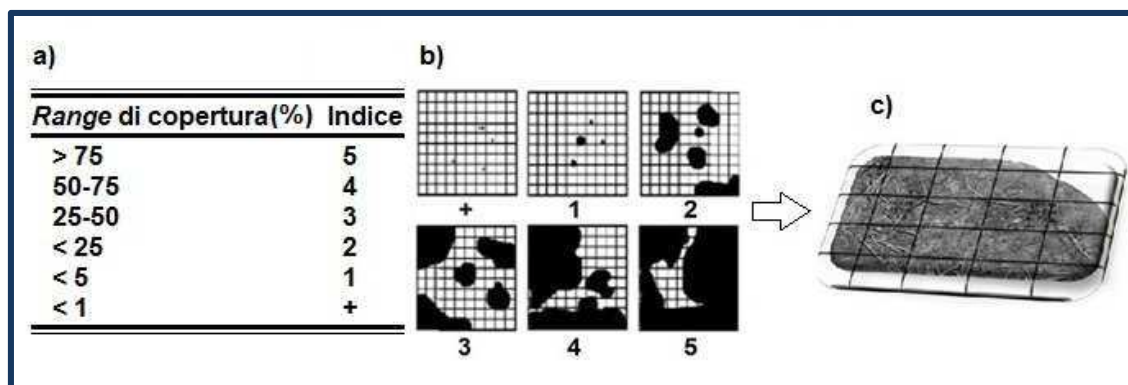 a)
Range di copertura(%) Indice
> 75 5
50-75 4
25-50 3
< 25 2
< 5 1
< 1 +
b)
+ 1 2
3 4 5
c)